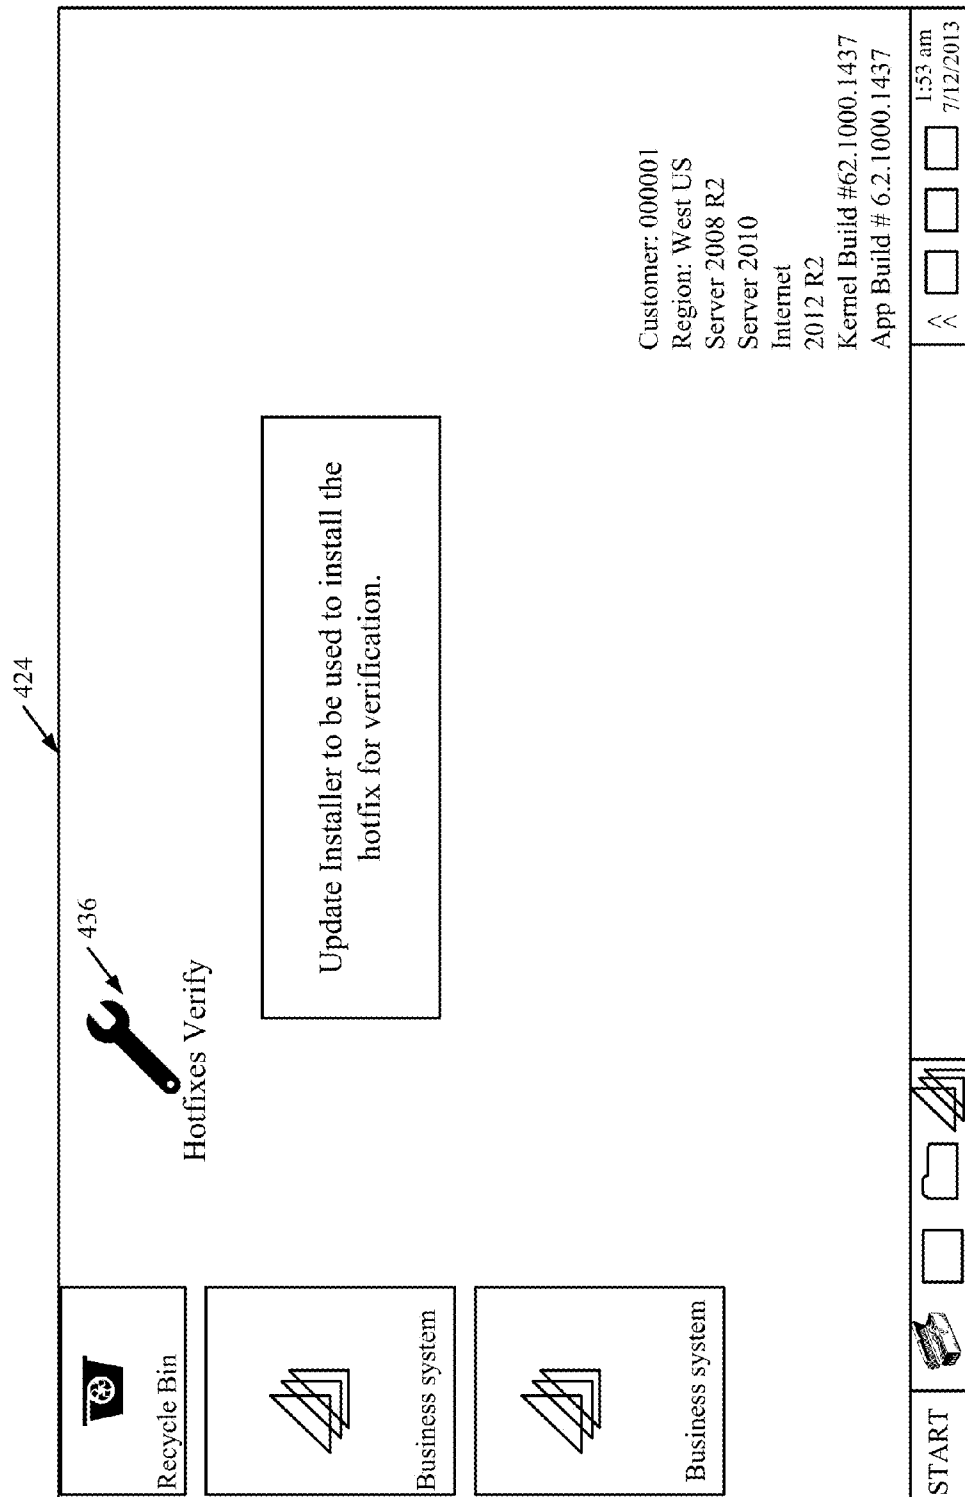 424
Recycle Bin
436
Hotfixes Verify
Business system
Update Installer to be used to install the
hotfix for verification.
Business system
Customer: 000001
Region: West US
Server 2008 R2
Server 2010
Internet
2012 R2
Kernel Build #62.1000.1437
App Build # 6.2.1000.1437
START
<<
1:53 am
7/12/2013